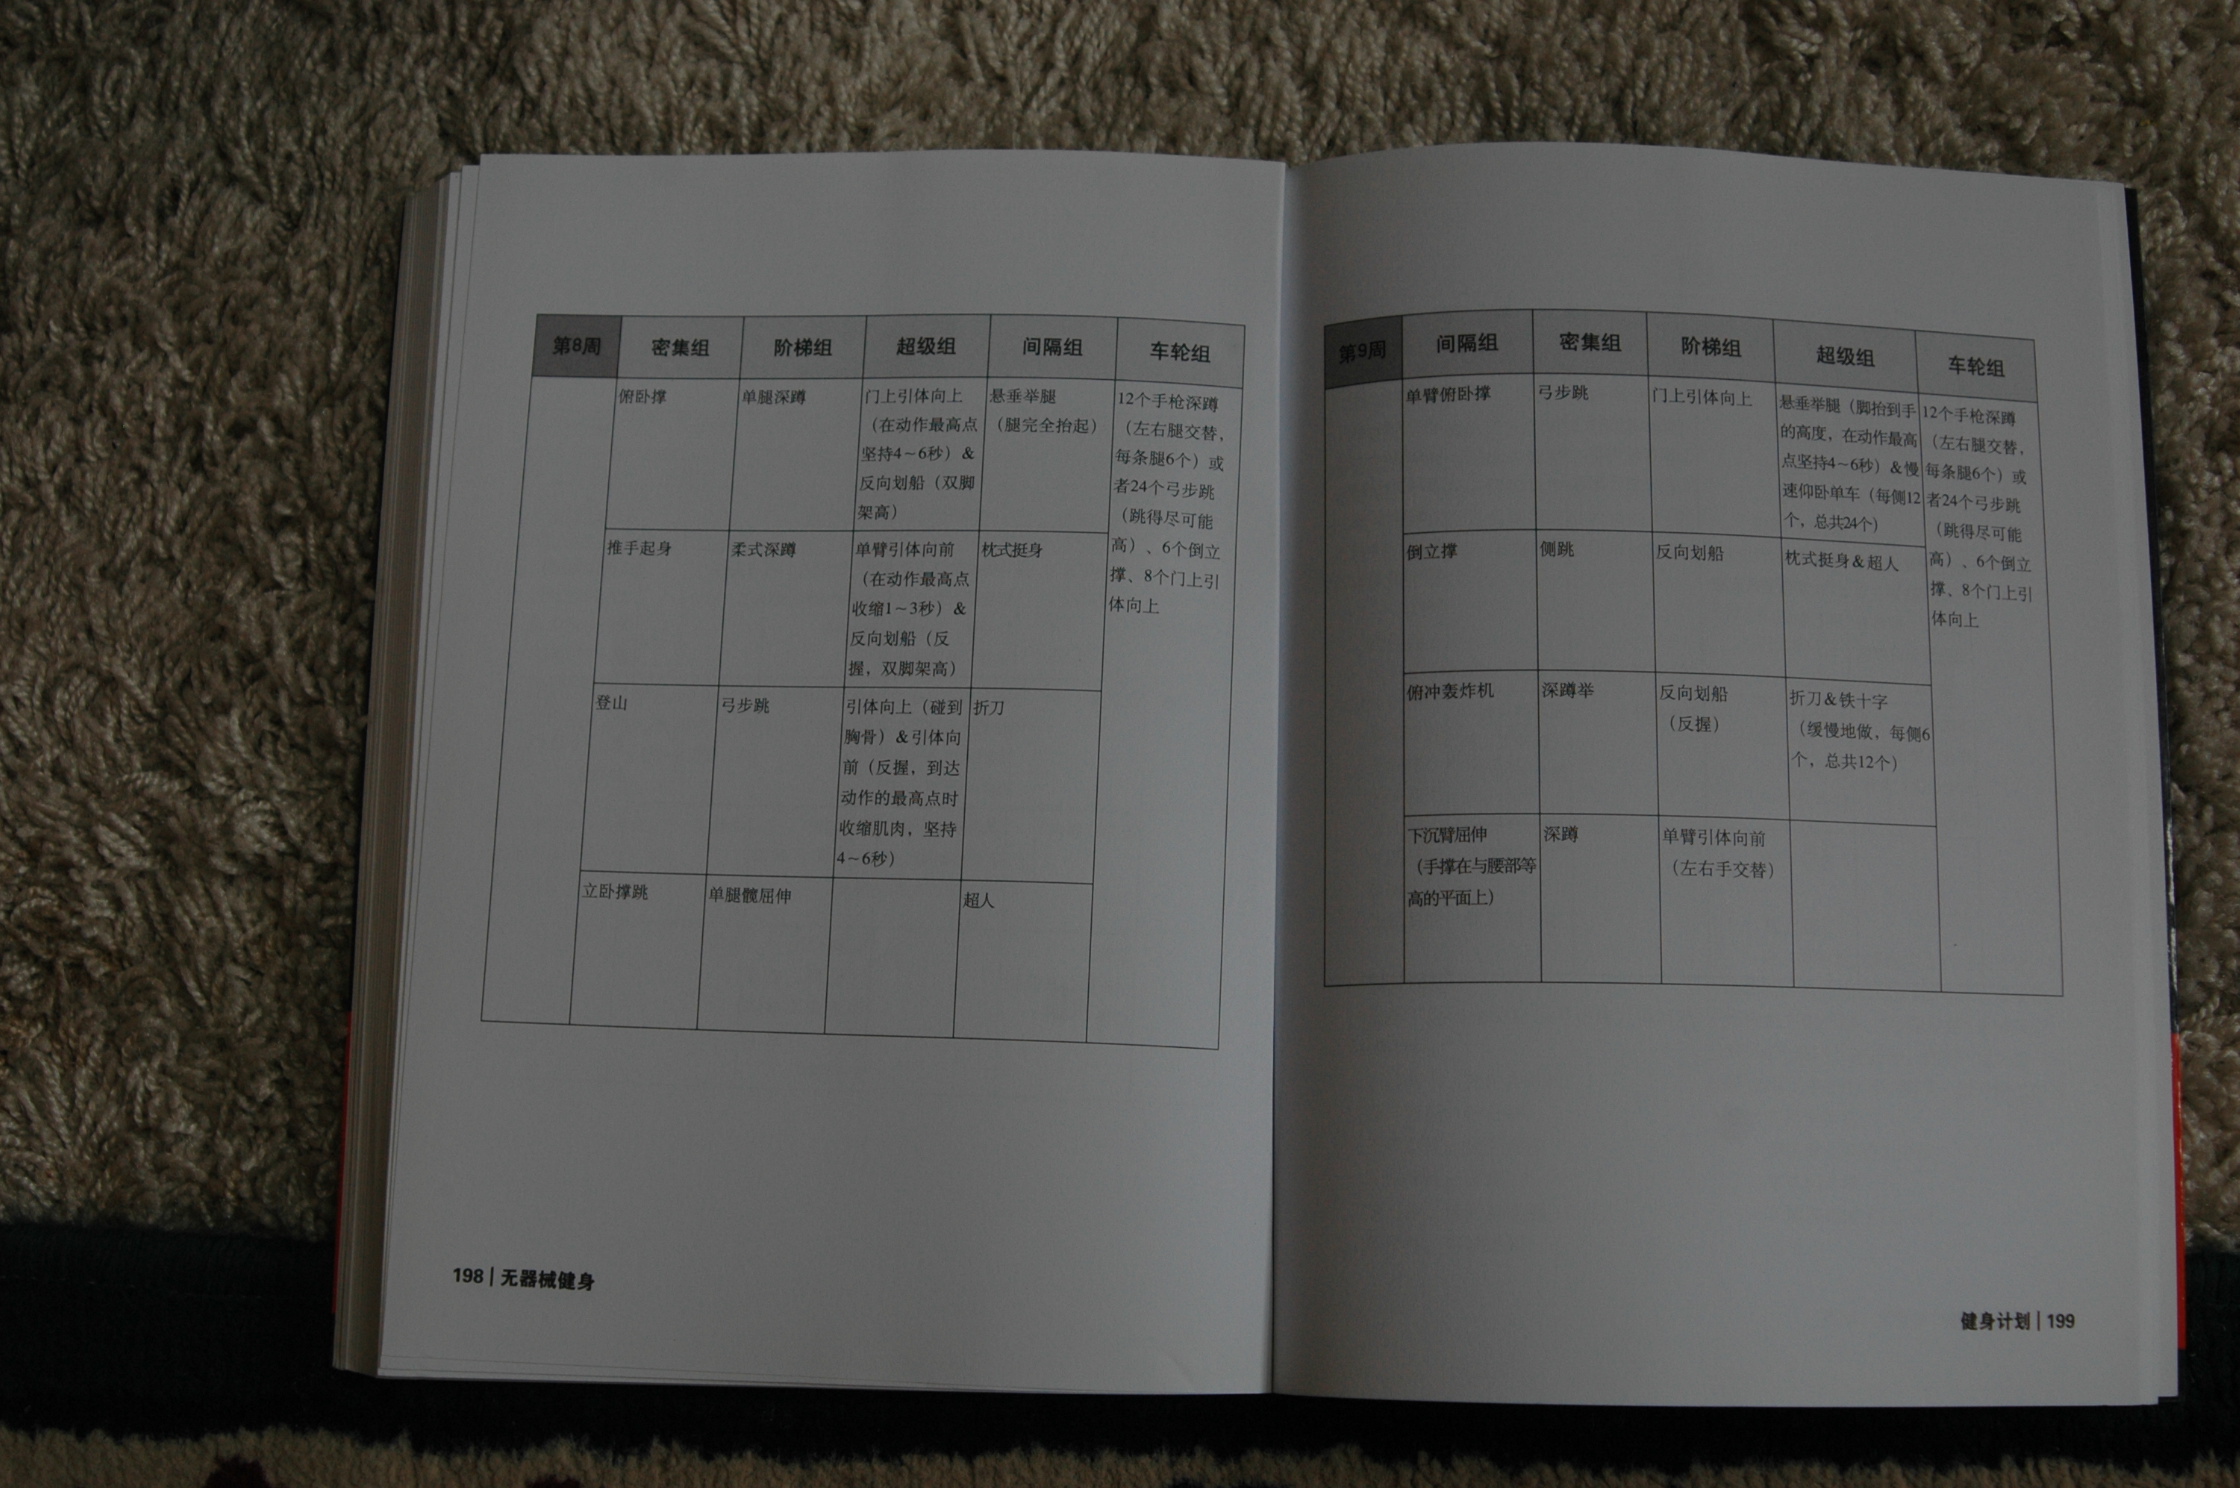 第8周
密集组
阶梯组
超级组
间隔组
车轮组
俯卧撑
单腿深蹲
门上引体向上
（在动作最高点
坚持4～6秒）&
反向划船（双脚
架高）
悬垂举腿
（腿完全抬起）
12个手枪深蹲
（左右腿交替，
每条腿6个）或
者24个弓步跳
（跳得尽可能
高）、6个倒立
撑、8个门上引
体向上
推手起身
柔式深蹲
单臂引体向前
（在动作最高点
收缩1～3秒）&
反向划船（反
握，双脚架高）
枕式挺身
登山
弓步跳
引体向上（碰到
胸骨）&引体向
前（反握，到达
动作的最高点时
收缩肌肉，坚持
4～6秒）
折刀
立卧撑跳
单腿髋屈伸
超人
198 | 无器械健身
第9周
间隔组
密集组
阶梯组
超级组
车轮组
单臂俯卧撑
弓步跳
门上引体向上
悬垂举腿（脚抬到手
的高度，在动作最高
点坚持4～6秒）&慢
速仰卧单车（每侧12
个，总共24个）
12个手枪深蹲
（左右腿交替，
每条腿6个）或
者24个弓步跳
（跳得尽可能
高）、6个倒立
撑、8个门上引
体向上
倒立撑
侧跳
反向划船
枕式挺身&超人
俯冲轰炸机
深蹲举
反向划船
（反握）
折刀&铁十字
（缓慢地做，每侧6
个，总共12个）
下沉臂屈伸
（手撑在与腰部等
高的平面上）
深蹲
单臂引体向前
（左右手交替）
健身计划 | 199